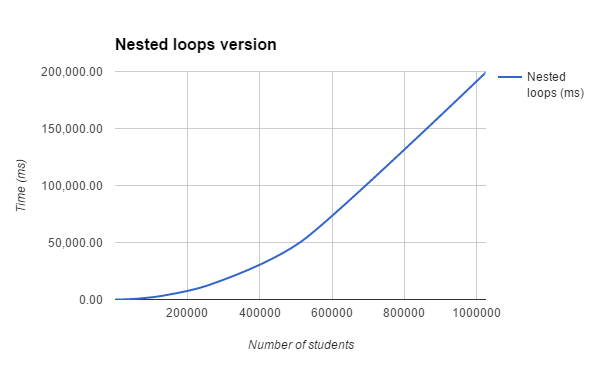 Nested loops version
200,000.00
150,000.00
100,000.00
50,000.00
0.00
Time (ms)
200000 400000 600000 800000 1000000
Number of students
Nested
loops (ms)